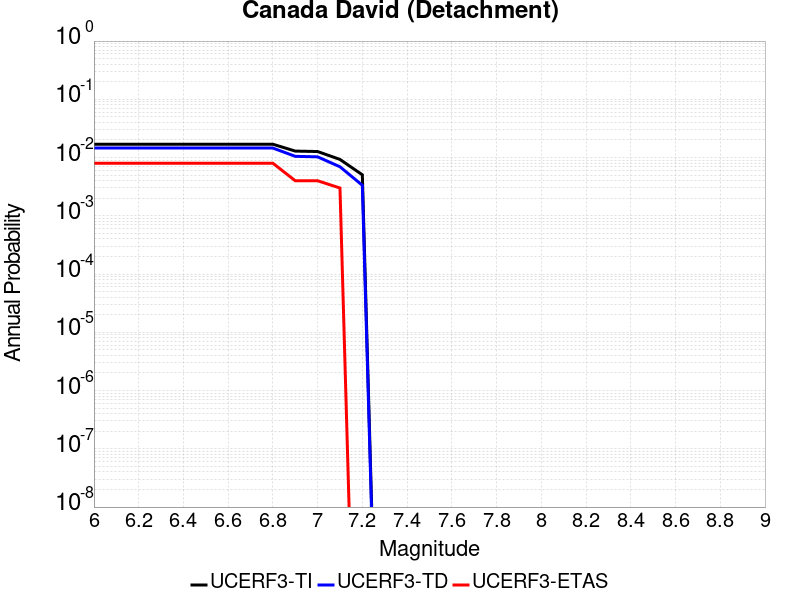 Canada David (Detachment)
10^0
10^-1
10^-2
10^-3
10^-4
10^-5
10^-6
10^-7
10^-8
Annual Probability
6 6.2 6.4 6.6 6.8 7 7.2 7.4 7.6 7.8 8 8.2 8.4 8.6 8.8 9
Magnitude
UCERF3-TI UCERF3-TD UCERF3-ETAS